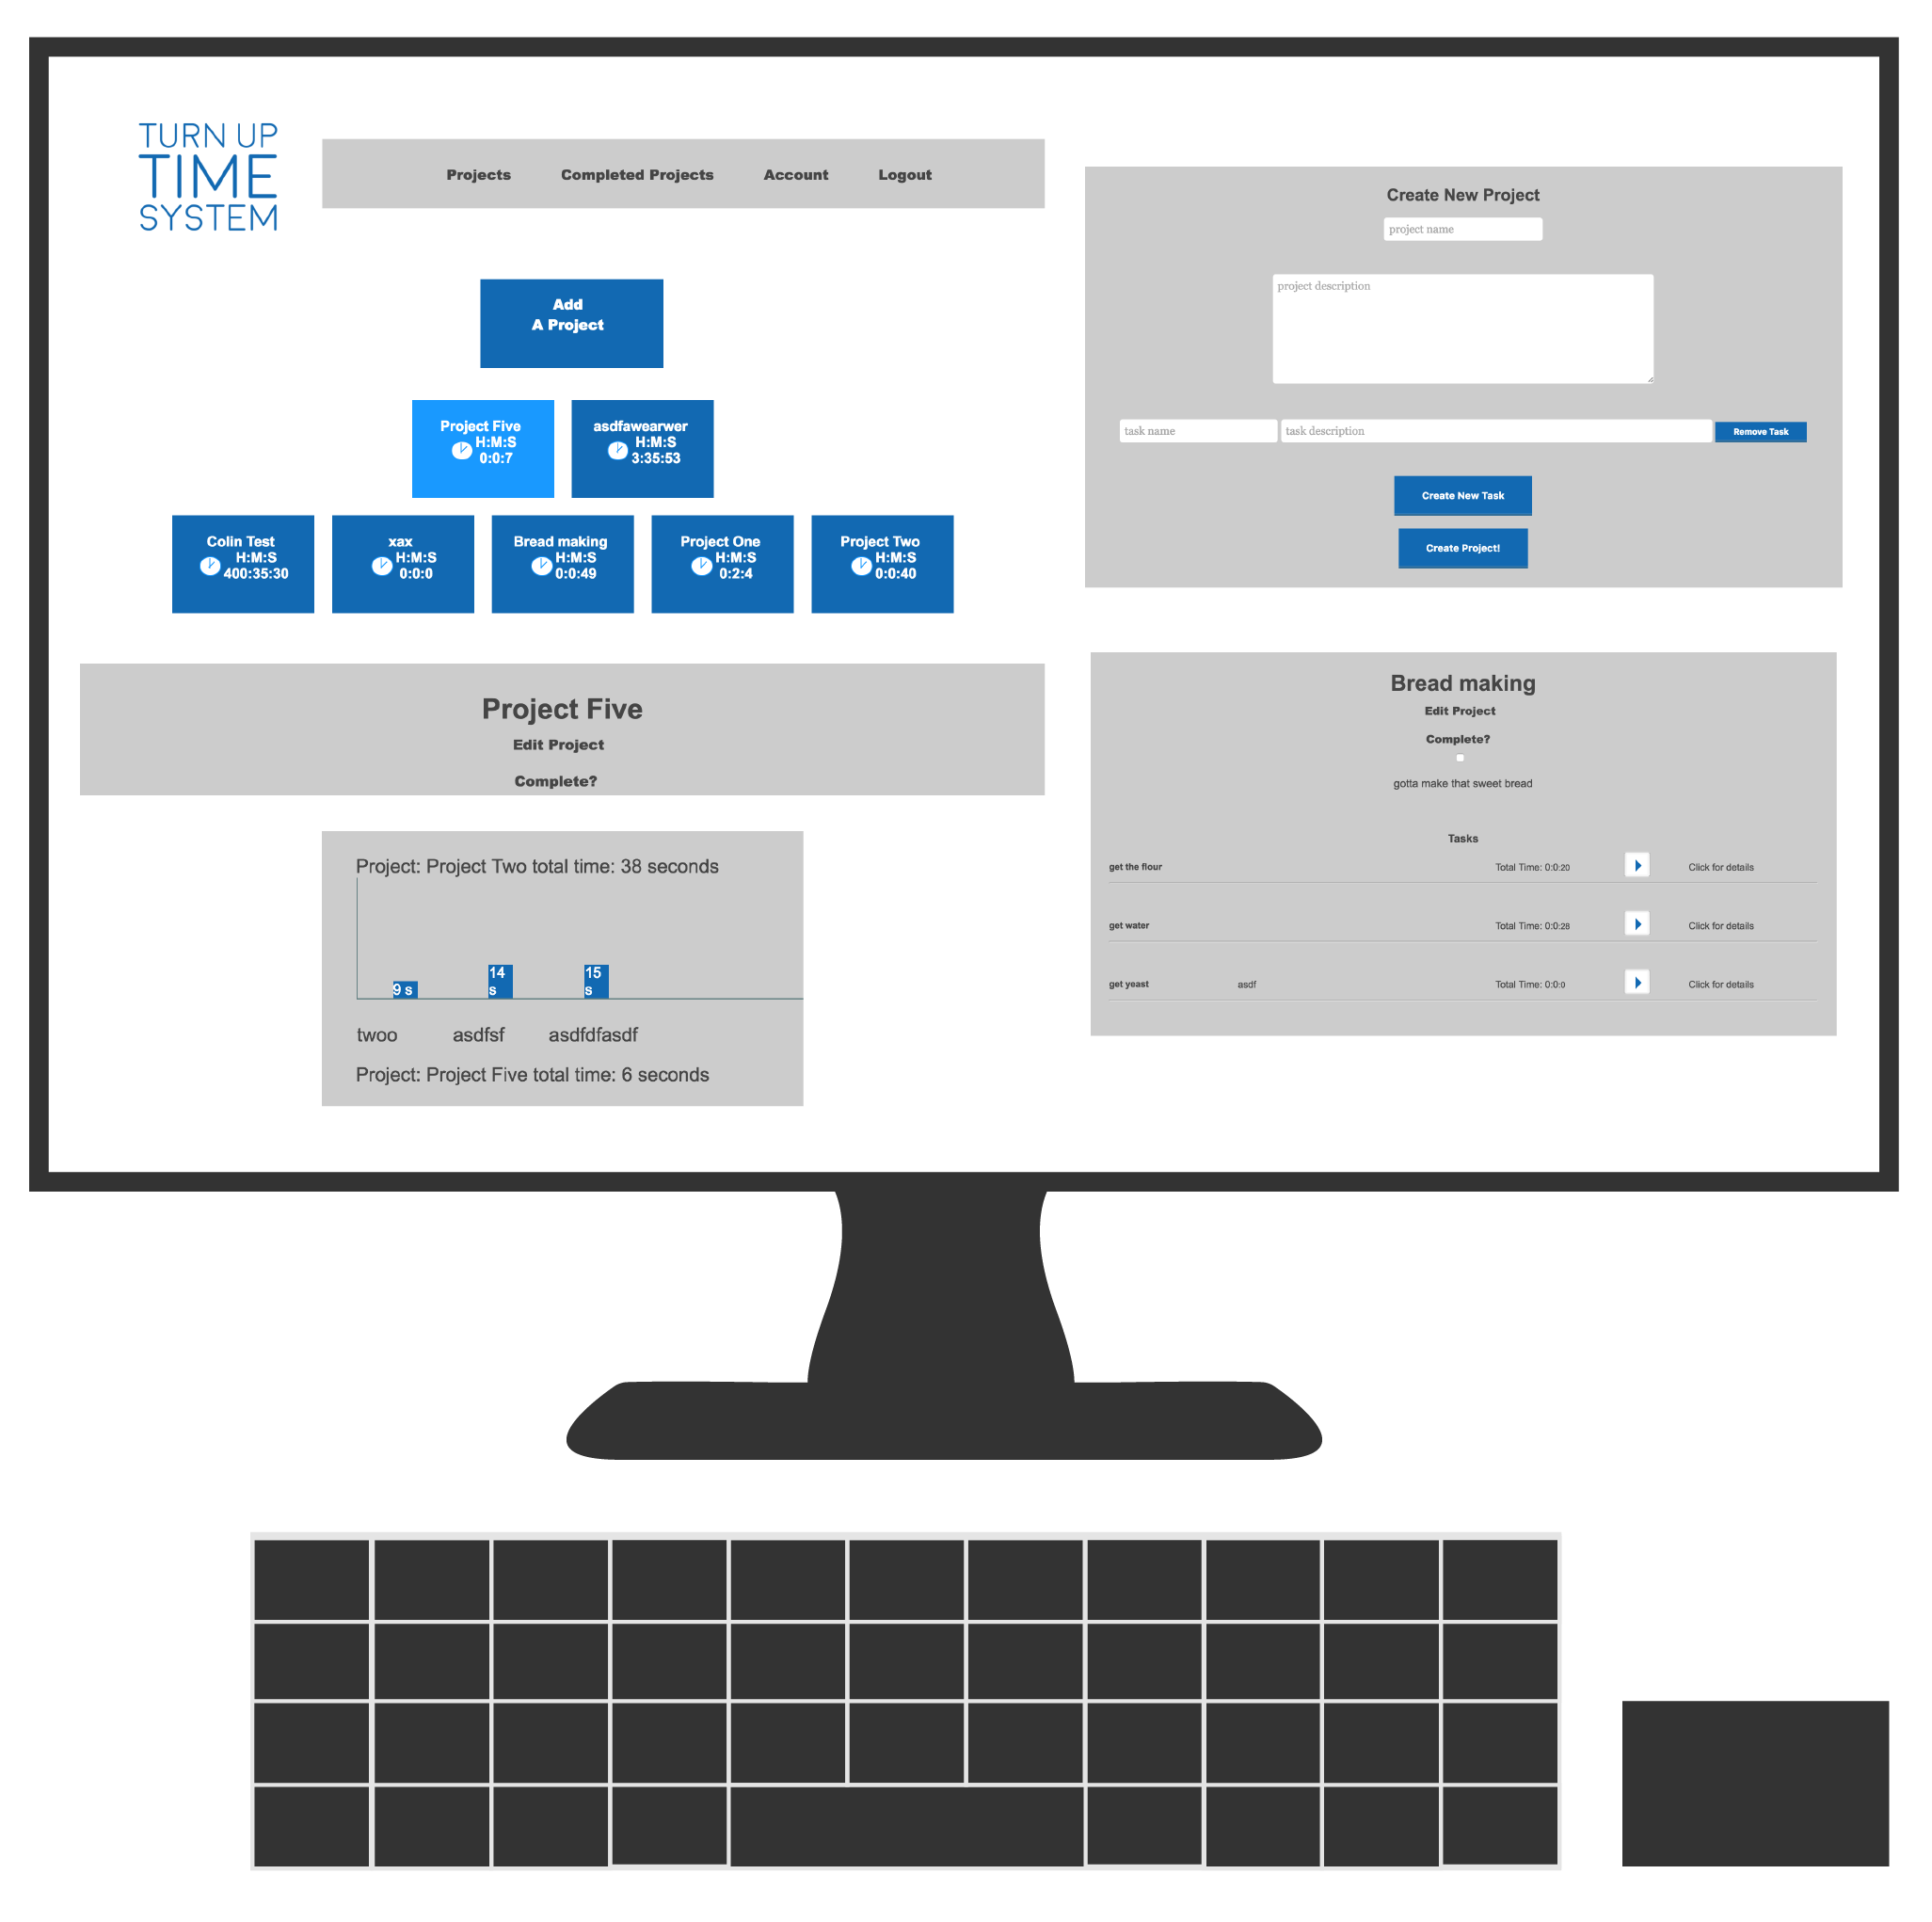 TURN UP
TIME
SYSTEM
Projects Completed Projects Account Logout
Add
A Project
Project Five
H:M:S
0:0:7
asdfawearwer
H:M:S
3:35:53
Colin Test
H:M:S
400:35:30
xax
H:M:S
0:0:0
Bread making
H:M:S
0:0:49
Project One
H:M:S
0:2:4
Project Two
H:M:S
0:0:40
Project Five
Edit Project
Complete?
Project: Project Two total time: 38 seconds
9 s
14
s
15
s
twoo asdfsf asdfdfasdf
Project: Project Five total time: 6 seconds
Create New Project
project name
project description
task name task description Remove Task
Create New Task
Create Project!
Bread making
Edit Project
Complete?
gotta make that sweet bread
Tasks
get the flour Total Time: 0:0:20 Click for details
get water Total Time: 0:0:28 Click for details
get yeast asdf Total Time: 0:0:0 Click for details